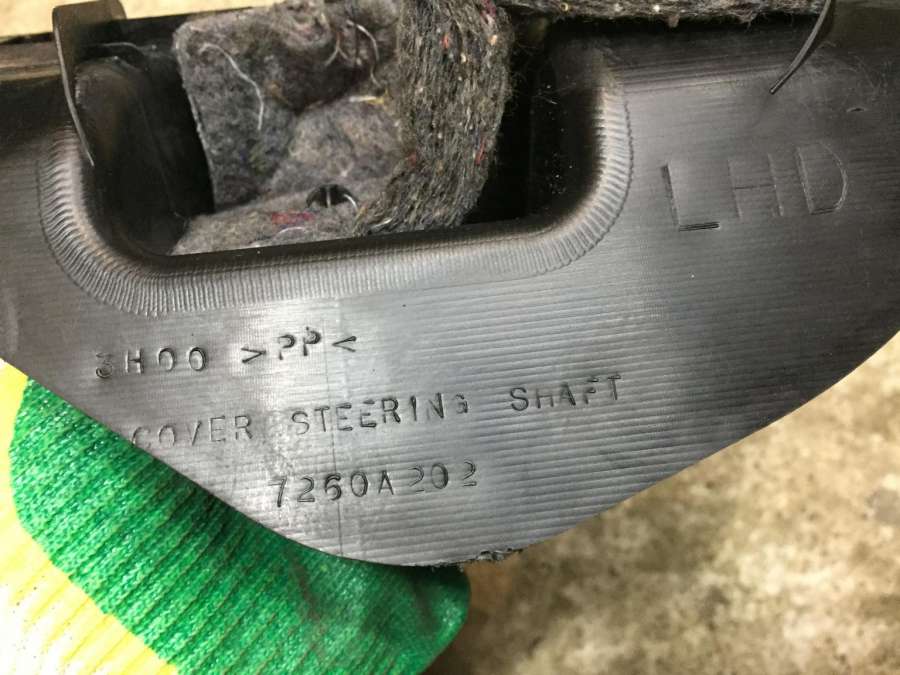 LHD
3H00 >PP<
COVER STEERING SHAFT
7260A202